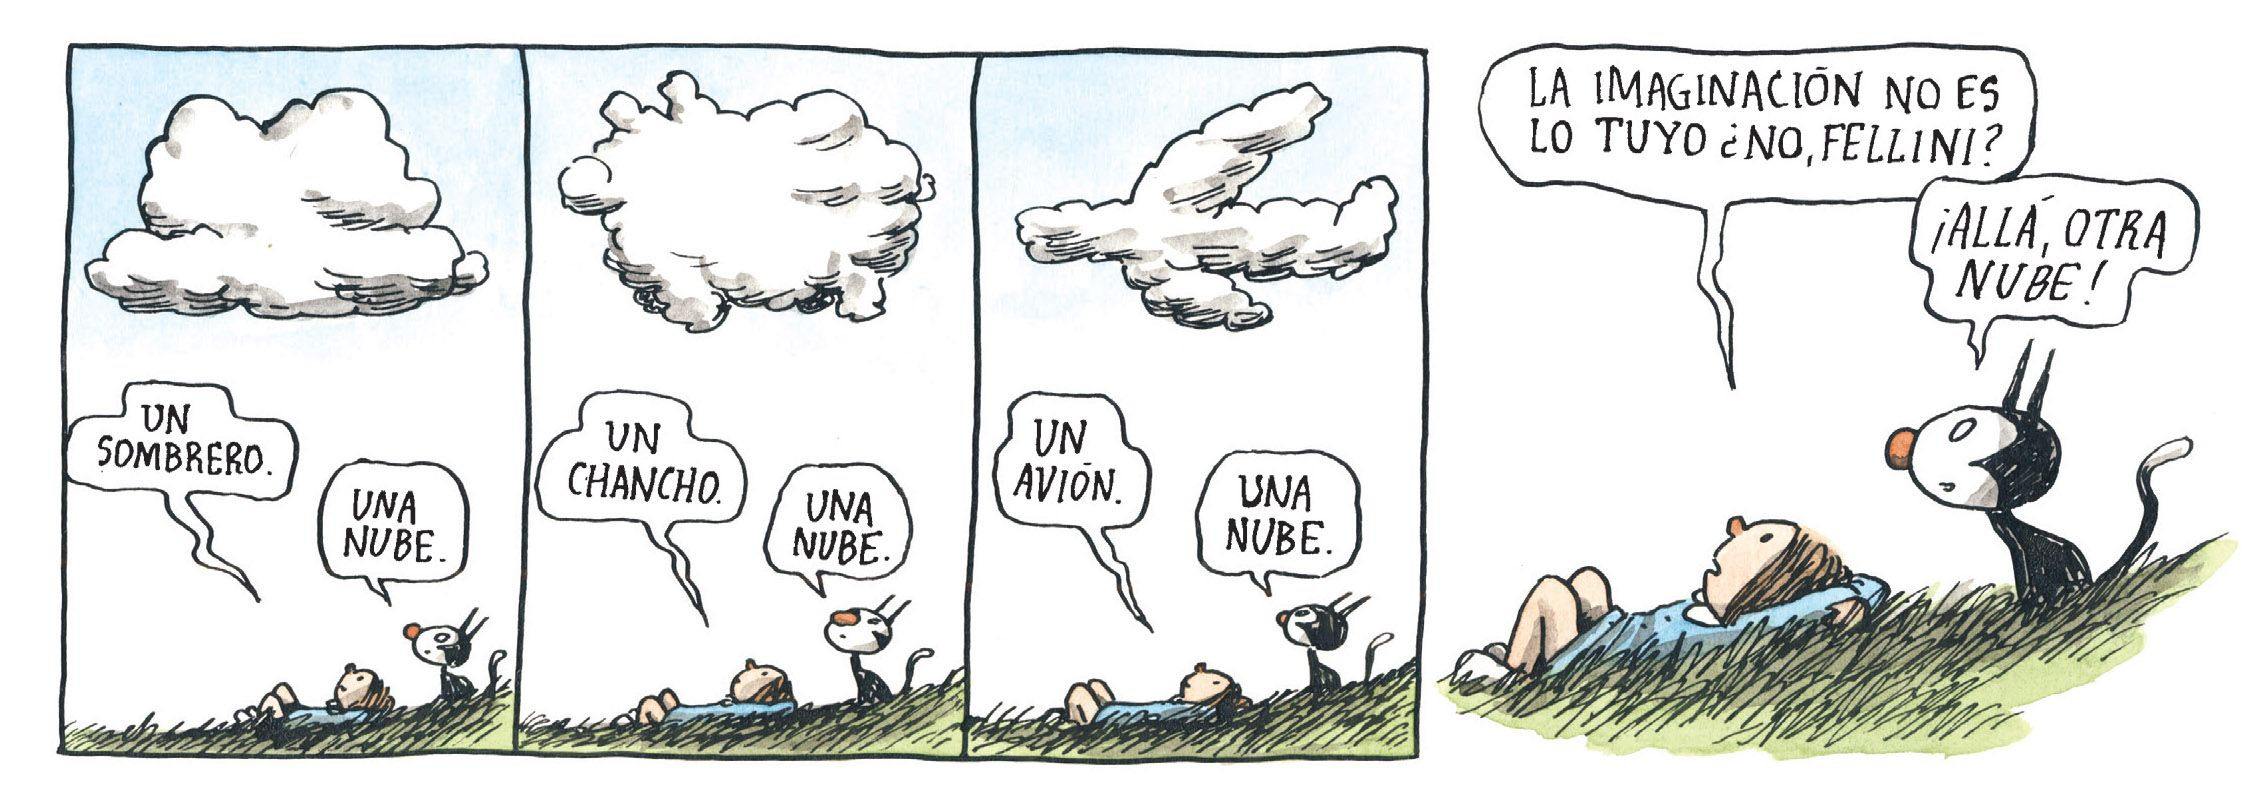 UN
SOMBRERO.
UNA
NUBE.
UN
CHANCHO.
UNA
NUBE.
UN
AVIÓN.
UNA
NUBE.
LA IMAGINACIÓN NO ES
LO TUYO ¿NO, FELLINI?
¡ALLÁ, OTRA
NUBE!